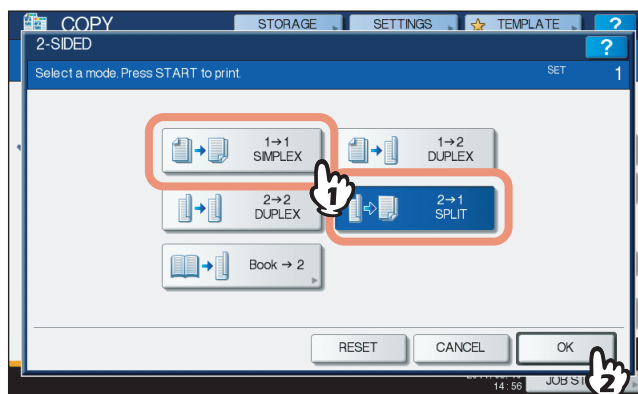 COPY STORAGE SETTINGS TEMPLATE ?
2-SIDED ?
Select a mode. Press START to print. SET 1
1→1
SIMPLEX
1→2
DUPLEX
1
2→2
DUPLEX
2→1
SPLIT
Book → 2
RESET CANCEL OK
2
14:56